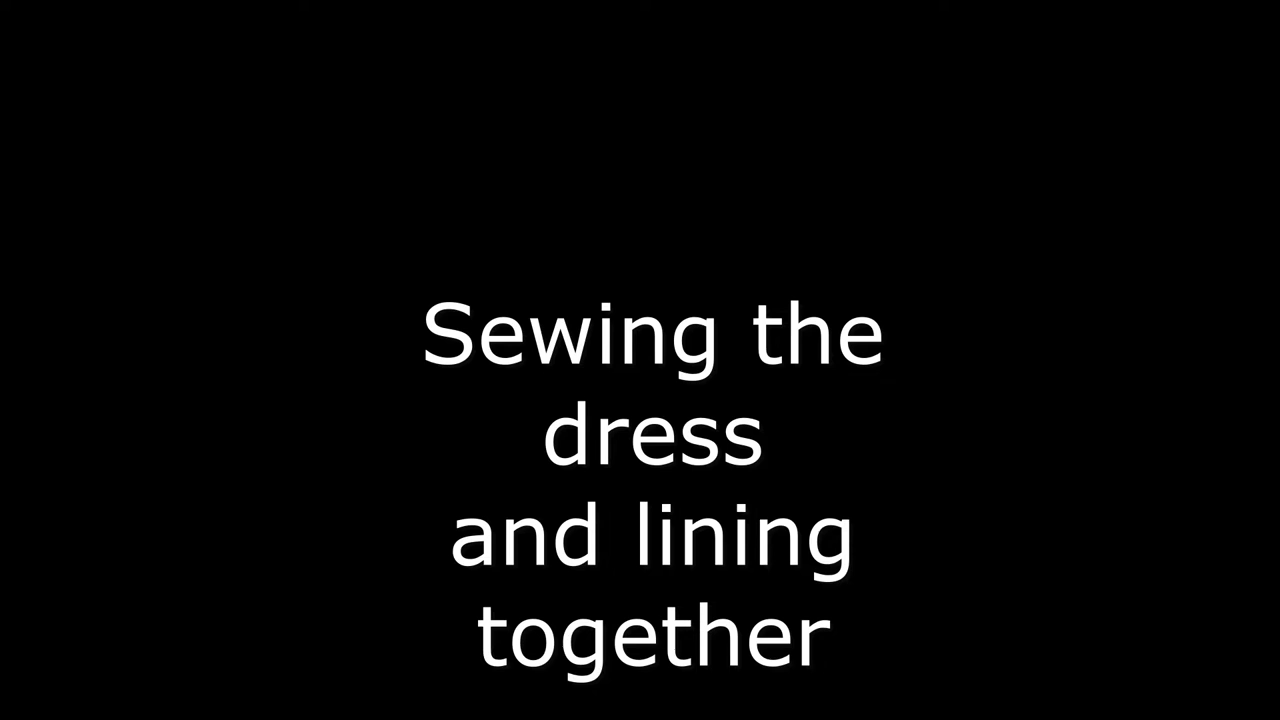 Sewing the
dress
and lining
together